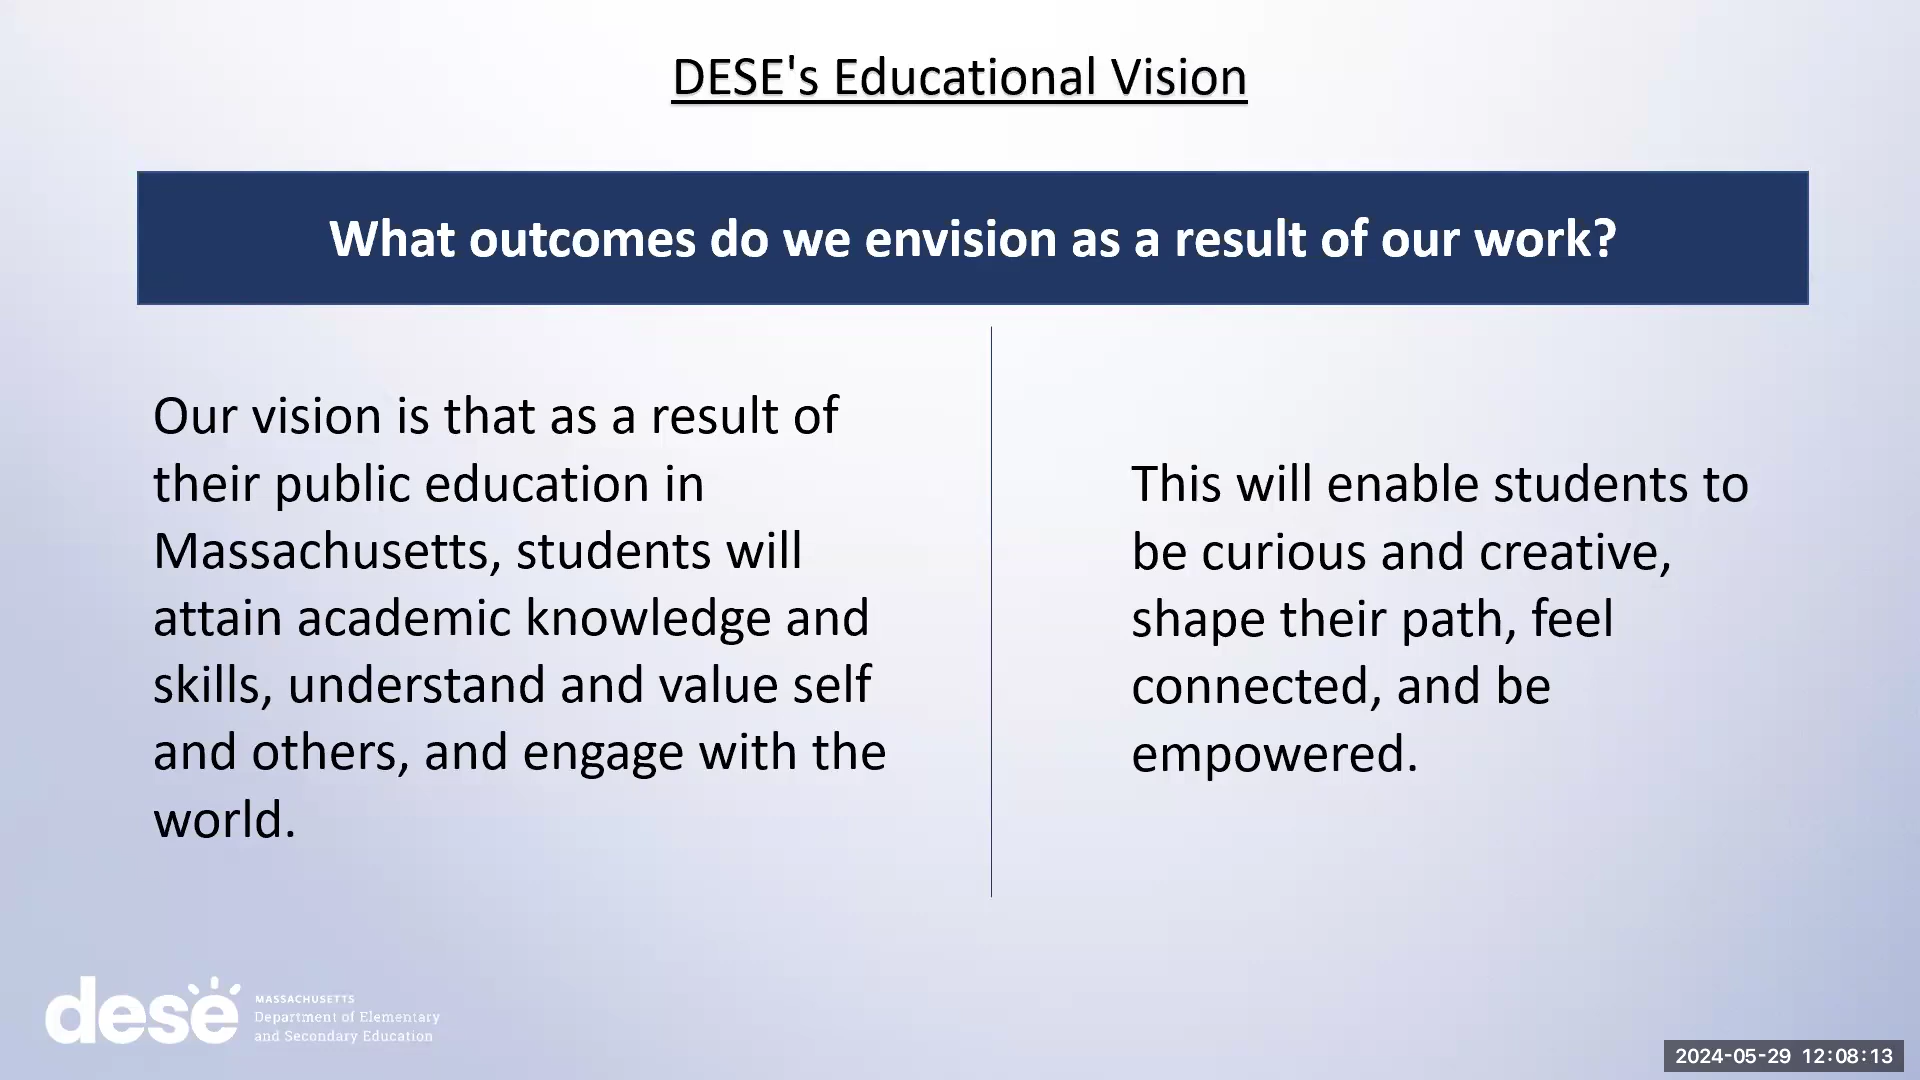 DESE's Educational Vision
What outcomes do we envision as a result of our work?
Our vision is that as a result of
their public education in
Massachusetts, students will
attain academic knowledge and
skills, understand and value self
and others, and engage with the
world.
This will enable students to
be curious and creative,
shape their path, feel
connected, and be
empowered.
dese
MASSACHUSETTS
Department of Elementary
and Secondary Education
2024-05-29 12:08:13